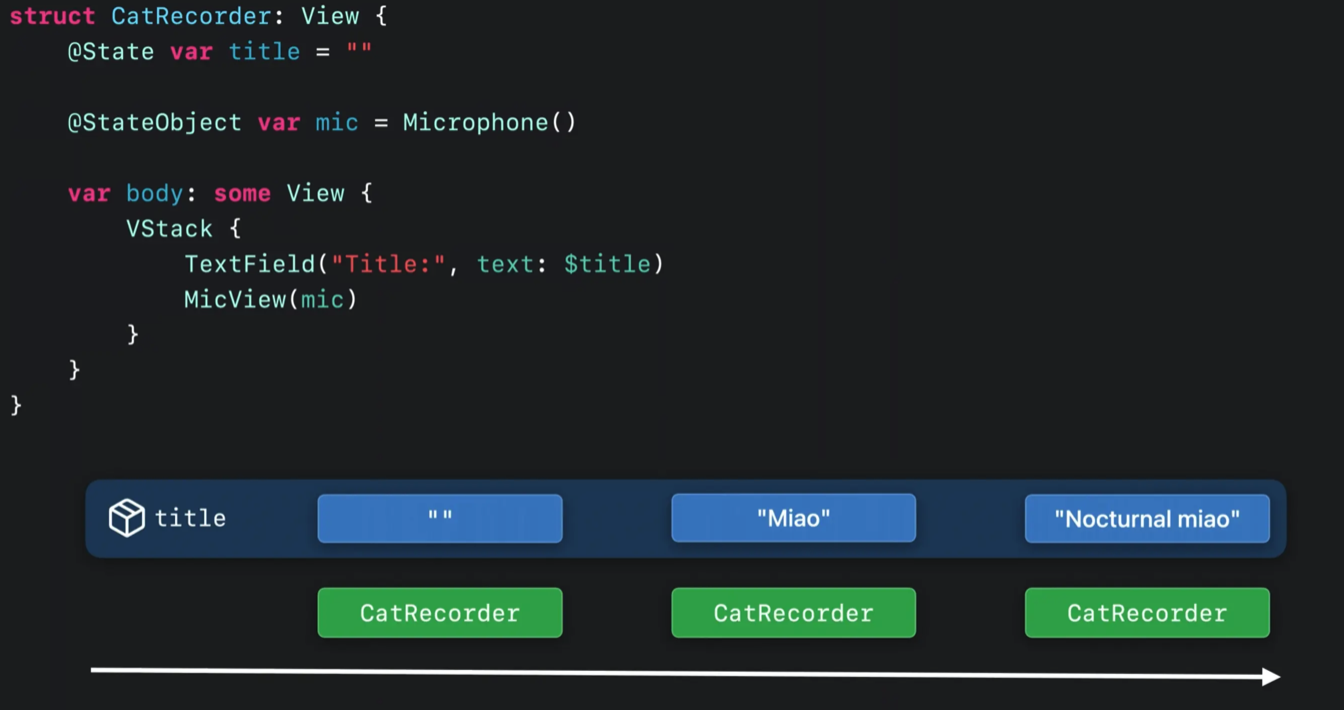 struct CatRecorder: View {
    @State var title = ""
    @StateObject var mic = Microphone()
    var body: some View {
        VStack {
            TextField("Title:", text: $title)
            MicView(mic)
        }
    }
}
title "" "Miao" "Nocturnal miao"
CatRecorder CatRecorder CatRecorder